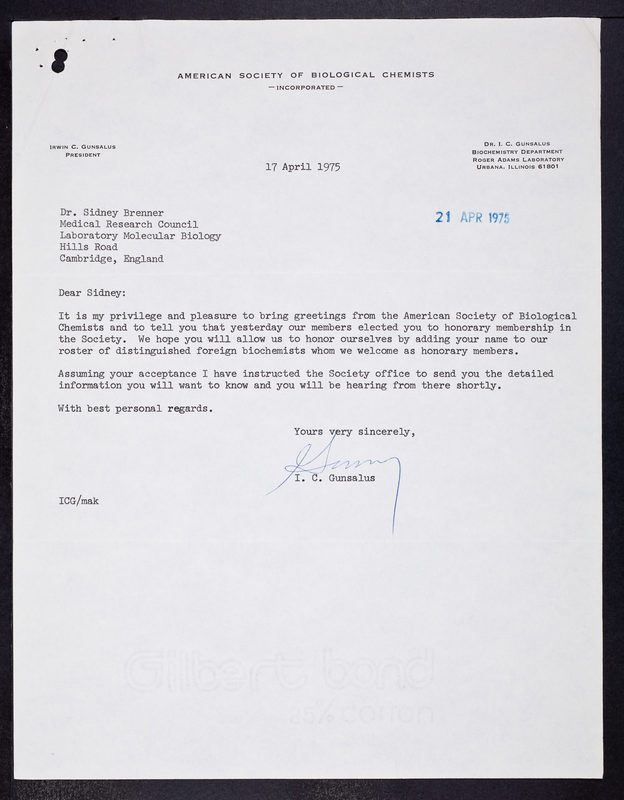 AMERICAN SOCIETY OF BIOLOGICAL CHEMISTS
— INCORPORATED —
IRWIN C. GUNSALUS
PRESIDENT
DR. I. C. GUNSALUS
BIOCHEMISTRY DEPARTMENT
ROGER ADAMS LABORATORY
URBANA, ILLINOIS 61801
17 April 1975
Dr. Sidney Brenner
Medical Research Council
Laboratory Molecular Biology
Hills Road
Cambridge, England
21 APR 1975
Dear Sidney:
It is my privilege and pleasure to bring greetings from the American Society of Biological
Chemists and to tell you that yesterday our members elected you to honorary membership in
the Society. We hope you will allow us to honor ourselves by adding your name to our
roster of distinguished foreign biochemists whom we welcome as honorary members.
Assuming your acceptance I have instructed the Society office to send you the detailed
information you will want to know and you will be hearing from there shortly.
With best personal regards.
Yours very sincerely,
I. C. Gunsalus
ICG/mak
Gilbert bond
25% cotton